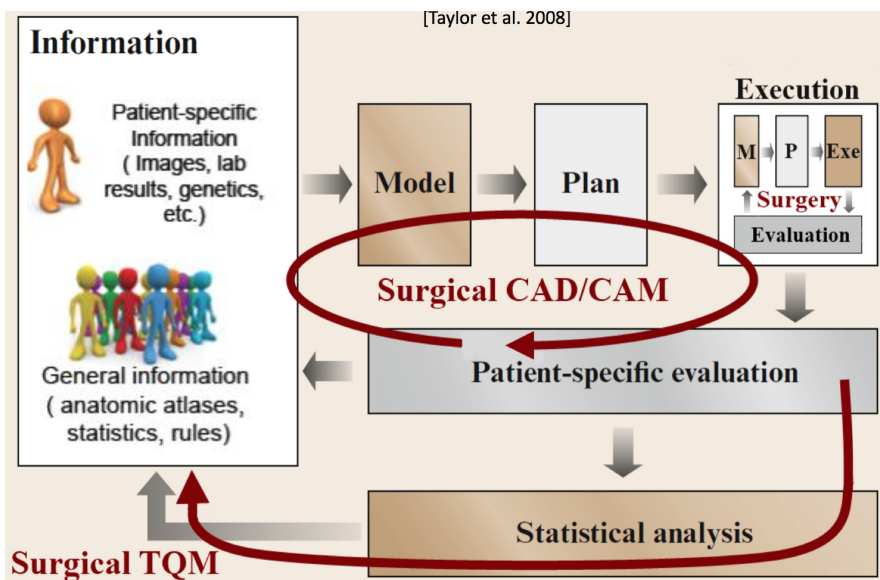 [Taylor et al. 2008]
Information
Patient-specific
Information
( Images, lab
results, genetics,
etc.)
General information
( anatomic atlases,
statistics, rules)
Model
Plan
Execution
M
P
Exe
Surgery
Evaluation
Surgical CAD/CAM
Patient-specific evaluation
Statistical analysis
Surgical TQM